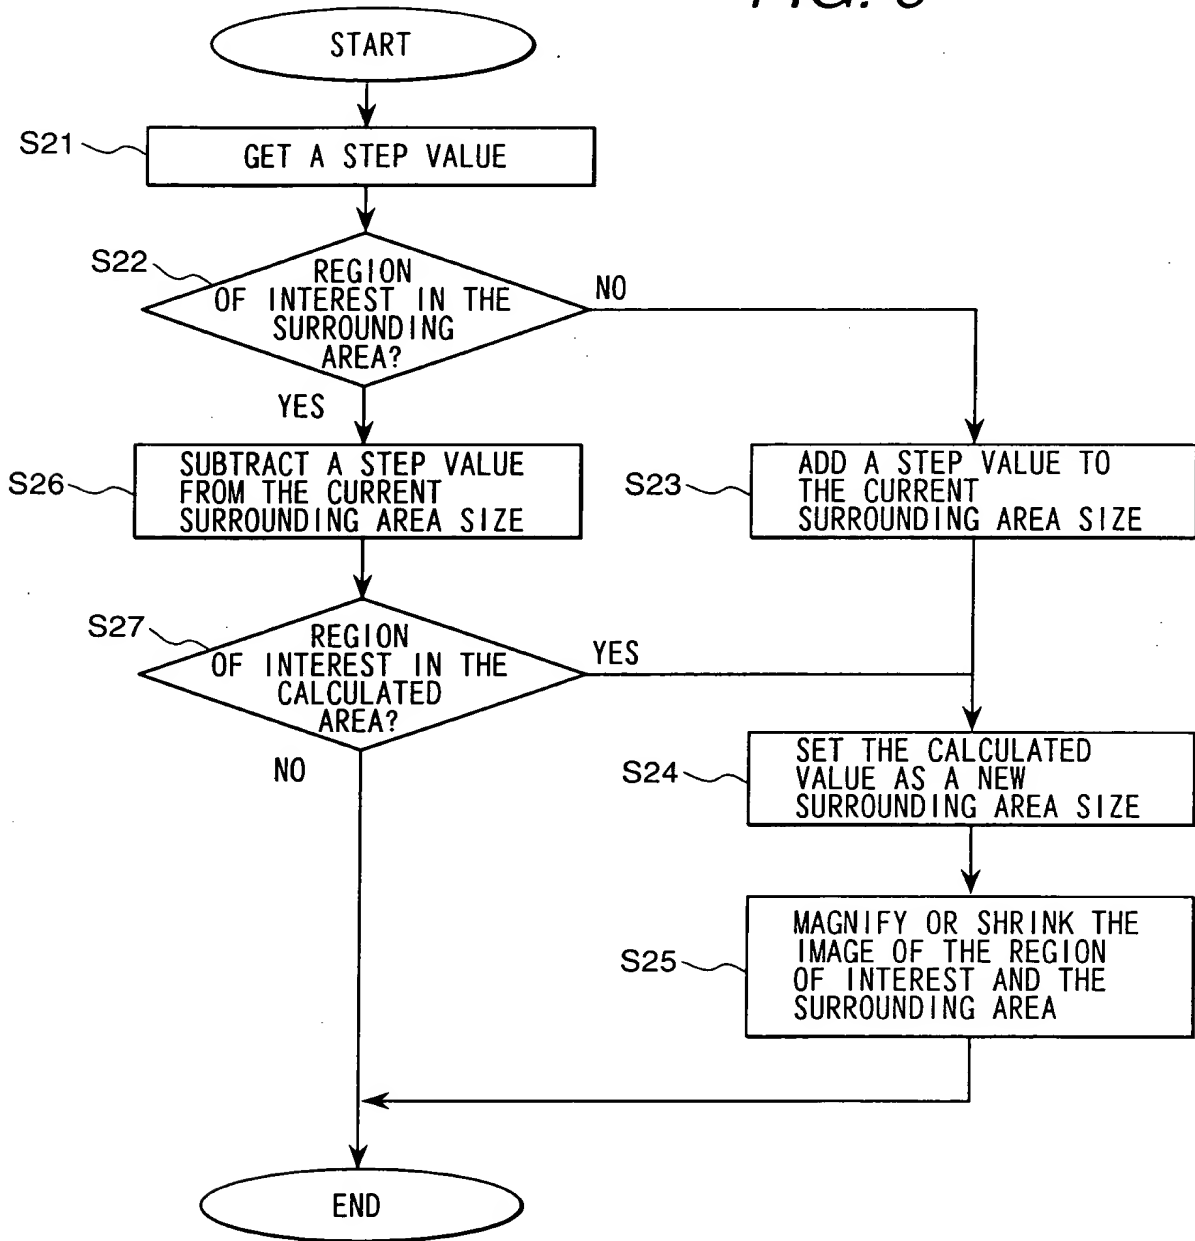 START
S21
GET A STEP VALUE
S22
REGION
OF INTEREST IN THE
SURROUNDING
AREA?
NO
YES
S26
SUBTRACT A STEP VALUE
FROM THE CURRENT
SURROUNDING AREA SIZE
S23
ADD A STEP VALUE TO
THE CURRENT
SURROUNDING AREA SIZE
S27
REGION
OF INTEREST IN THE
CALCULATED
AREA?
YES
NO
S24
SET THE CALCULATED
VALUE AS A NEW
SURROUNDING AREA SIZE
S25
MAGNIFY OR SHRINK THE
IMAGE OF THE REGION
OF INTEREST AND THE
SURROUNDING AREA
END